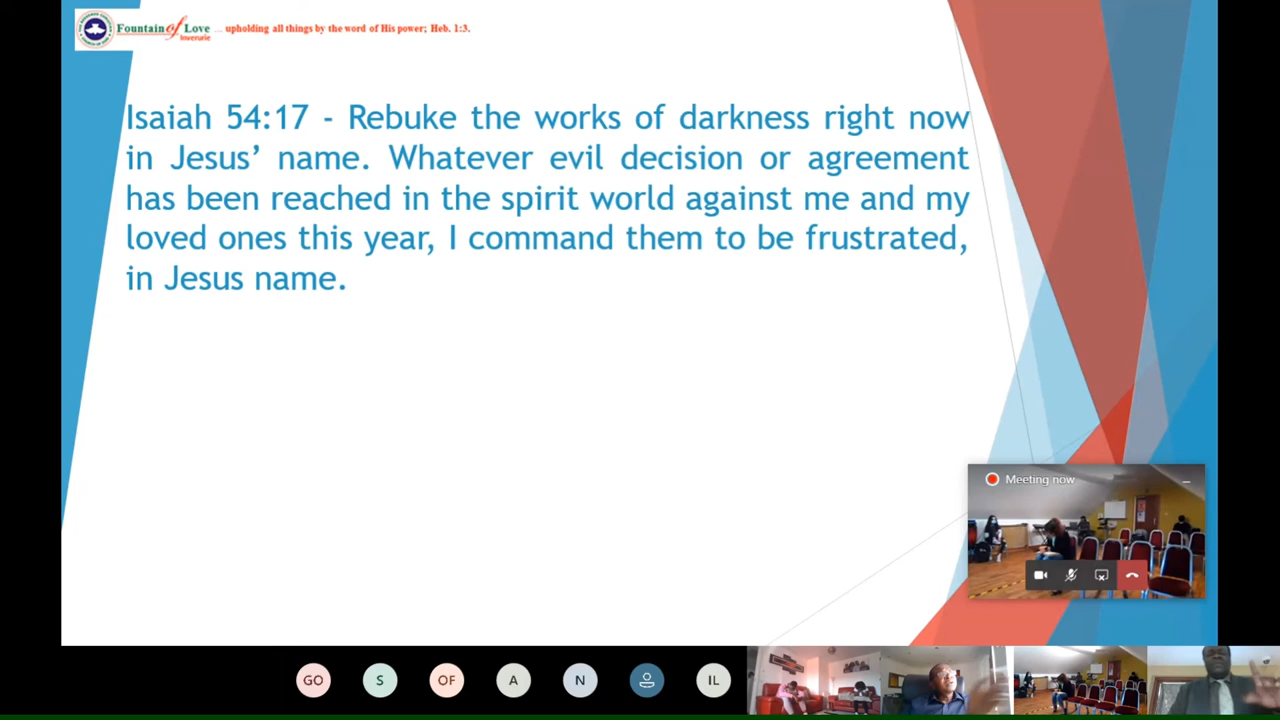 Fountain of Love ... upholding all things by the word of His power; Heb. 1:3.
Inverurie
Isaiah 54:17 - Rebuke the works of darkness right now
in Jesus’ name. Whatever evil decision or agreement
has been reached in the spirit world against me and my
loved ones this year, I command them to be frustrated,
in Jesus name.
Meeting now
GO S OF A N IL